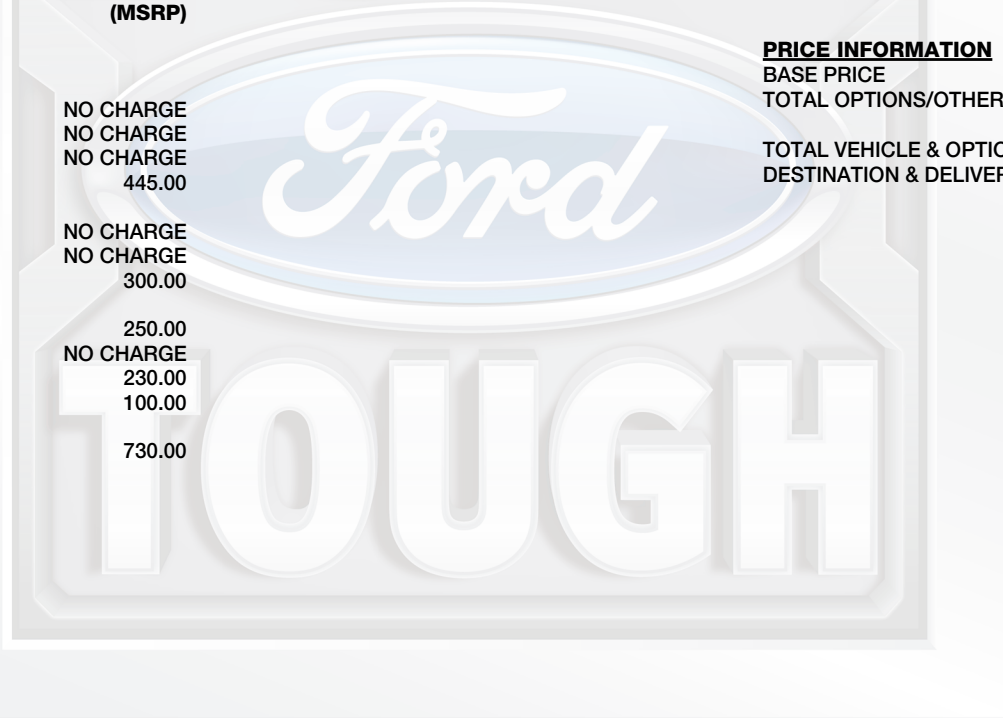 (MSRP)
NO CHARGE
NO CHARGE
NO CHARGE
445.00
NO CHARGE
NO CHARGE
300.00
250.00
NO CHARGE
230.00
100.00
730.00
PRICE INFORMATION
BASE PRICE
TOTAL OPTIONS/OTHER
TOTAL VEHICLE & OPTIO
DESTINATION & DELIVER
Ford
TOUGH